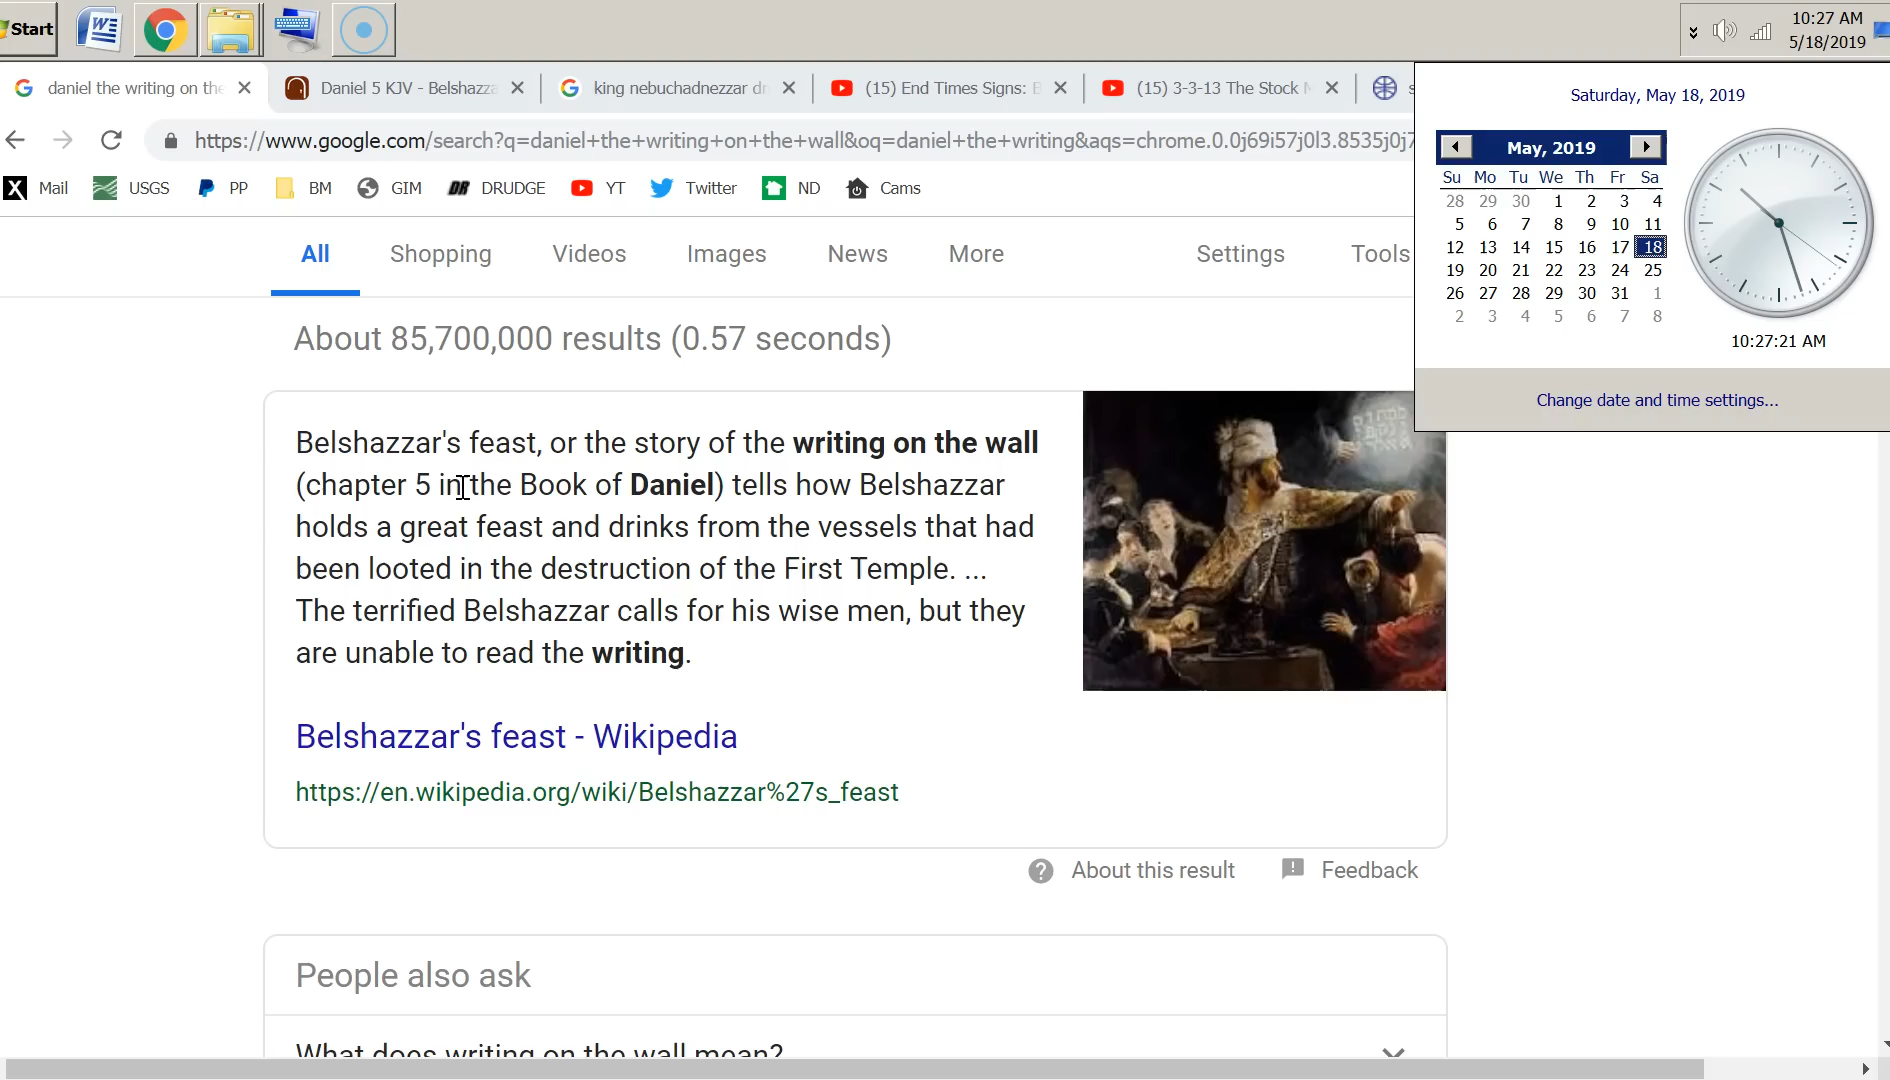 Start
10:27 AM
5/18/2019
daniel the writing on the
Daniel 5 KJV - Belshazza
king nebuchadnezzar dr
(15) End Times Signs: B
(15) 3-3-13 The Stock M
s
https://www.google.com/search?q=daniel+the+writing+on+the+wall&oq=daniel+the+writing&aqs=chrome.0.0j69i57j0l3.8535j0j7
X Mail USGS PP BM GIM DR DRUDGE YT Twitter ND Cams
Saturday, May 18, 2019
May, 2019
Su Mo Tu We Th Fr Sa
28 29 30 1 2 3 4
5 6 7 8 9 10 11
12 13 14 15 16 17 18
19 20 21 22 23 24 25
26 27 28 29 30 31 1
2 3 4 5 6 7 8
10:27:21 AM
Change date and time settings...
All Shopping Videos Images News More Settings Tools
About 85,700,000 results (0.57 seconds)
Belshazzar's feast, or the story of the writing on the wall
(chapter 5 in the Book of Daniel) tells how Belshazzar
holds a great feast and drinks from the vessels that had
been looted in the destruction of the First Temple. ...
The terrified Belshazzar calls for his wise men, but they
are unable to read the writing.
Belshazzar's feast - Wikipedia
https://en.wikipedia.org/wiki/Belshazzar%27s_feast
About this result Feedback
People also ask
What does writing on the wall mean?